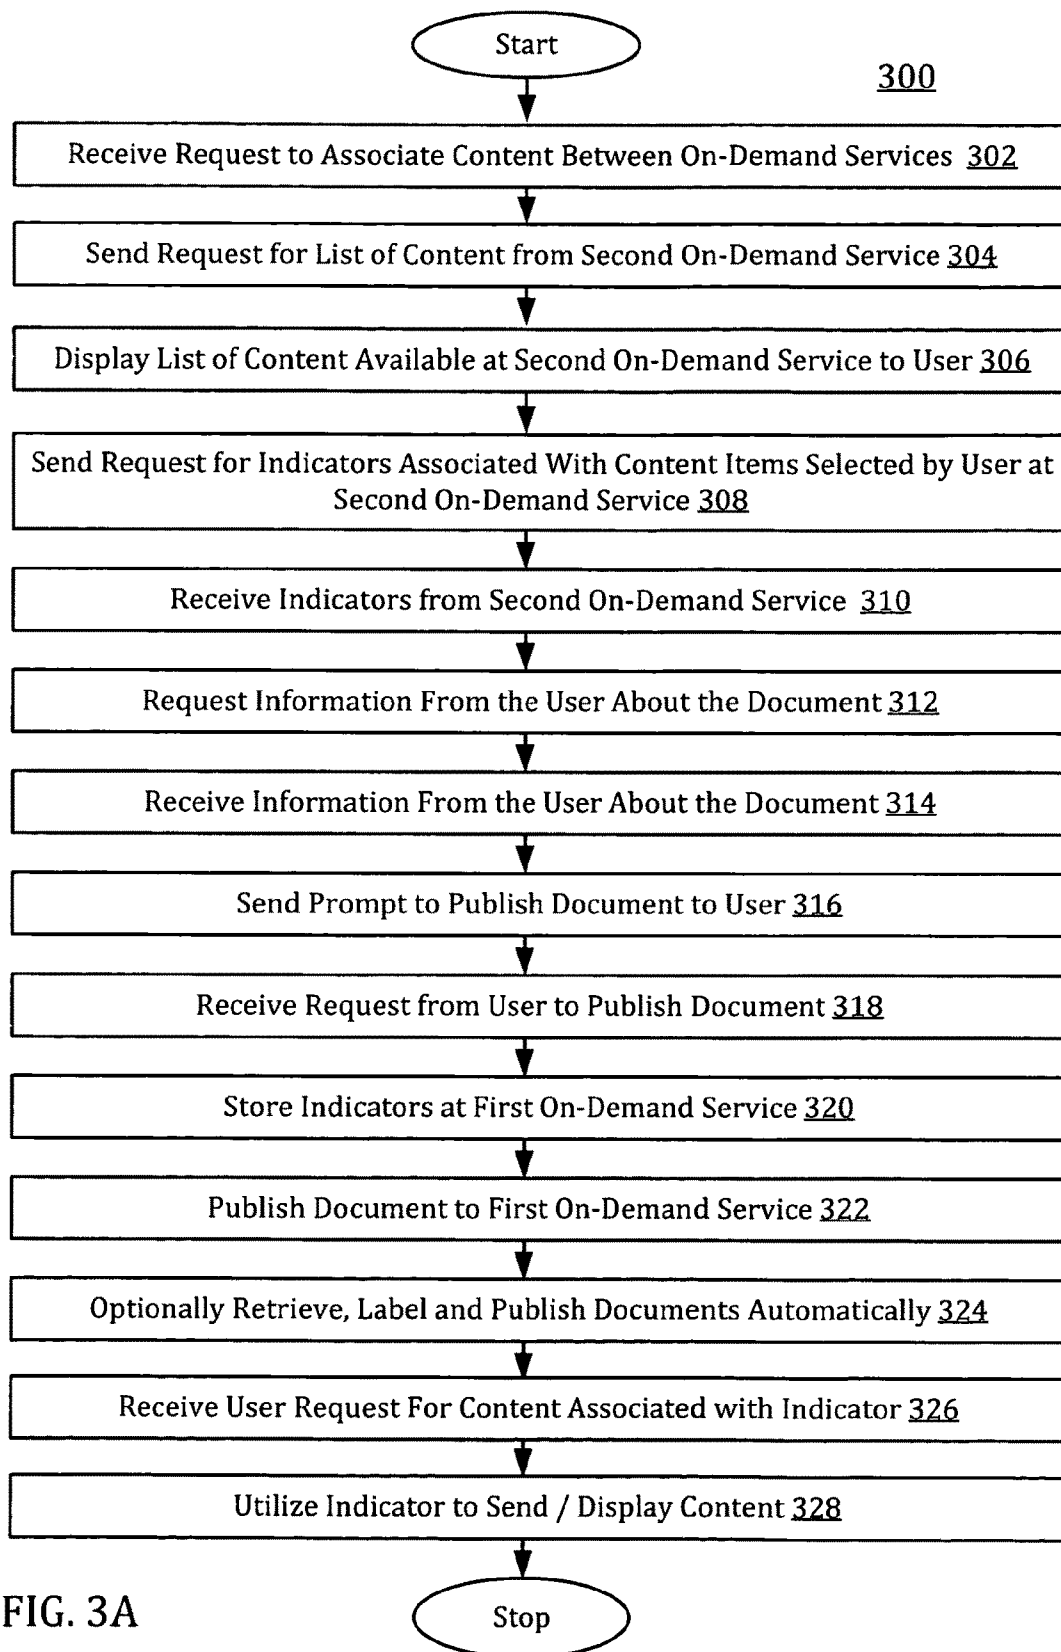 Start
300
Receive Request to Associate Content Between On-Demand Services 302
Send Request for List of Content from Second On-Demand Service 304
Display List of Content Available at Second On-Demand Service to User 306
Send Request for Indicators Associated With Content Items Selected by User at
Second On-Demand Service 308
Receive Indicators from Second On-Demand Service 310
Request Information From the User About the Document 312
Receive Information From the User About the Document 314
Send Prompt to Publish Document to User 316
Receive Request from User to Publish Document 318
Store Indicators at First On-Demand Service 320
Publish Document to First On-Demand Service 322
Optionally Retrieve, Label and Publish Documents Automatically 324
Receive User Request For Content Associated with Indicator 326
Utilize Indicator to Send / Display Content 328
FIG. 3A
Stop